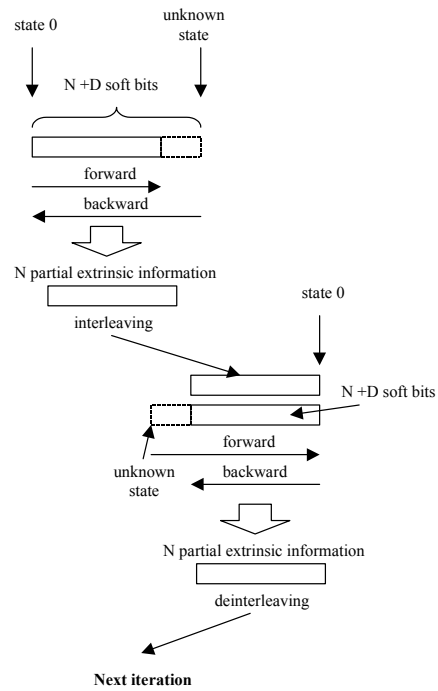 state 0
unknown
state
N +D soft bits
forward
backward
N partial extrinsic information
interleaving
state 0
N +D soft bits
forward
unknown
state
backward
N partial extrinsic information
deinterleaving
Next iteration